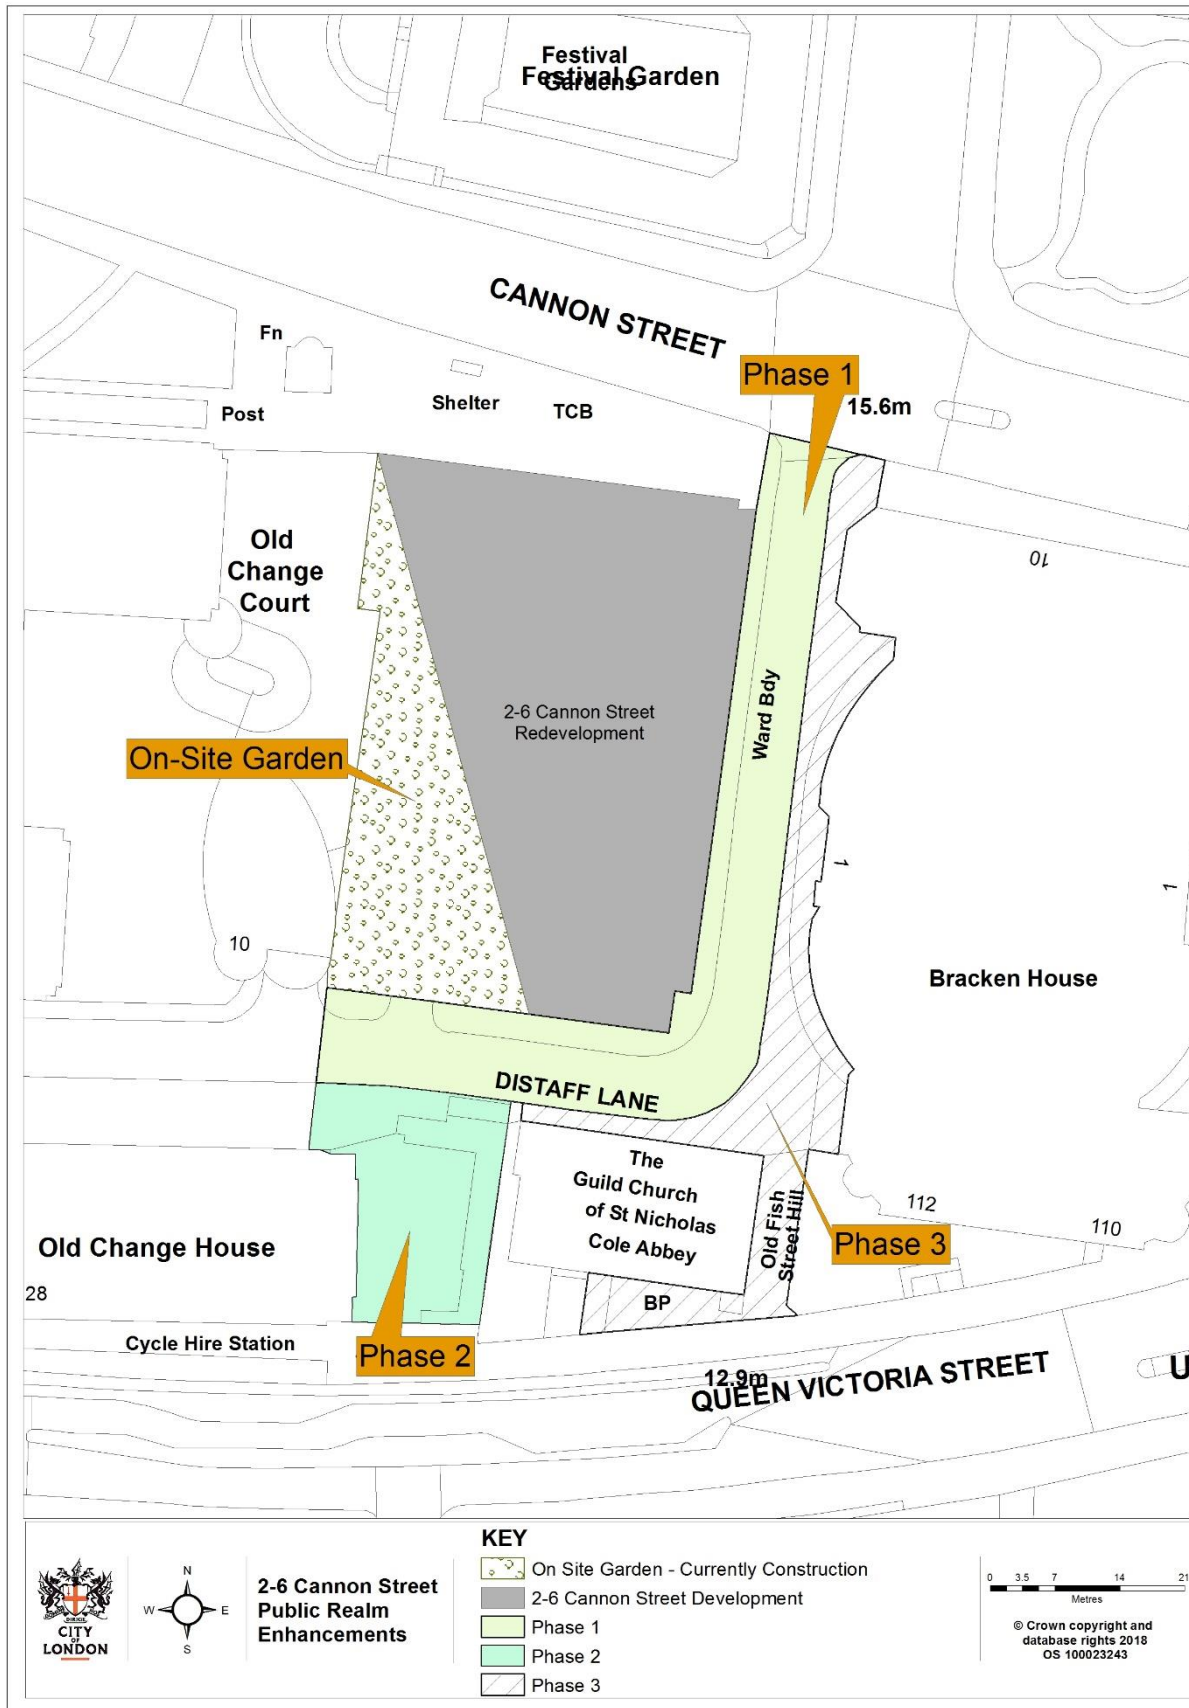 Festival
Gardens
Festival Garden
CANNON STREET
Fn
Phase 1
15.6m
Shelter
TCB
Post
Old
Change
Court
10
2-6 Cannon Street
Redevelopment
Ward Bdy
On-Site Garden
1
1
10
Bracken House
DISTAFF LANE
The
Guild Church
of St Nicholas
Cole Abbey
Old Fish
Street Hill
112
110
Phase 3
Old Change House
28
BP
Cycle Hire Station
Phase 2
12.9m
QUEEN VICTORIA STREET
U
KEY
On Site Garden - Currently Construction
2-6 Cannon Street Development
Phase 1
Phase 2
Phase 3
DIRIGE
CITY
OF
LONDON
N
W
E
S
2-6 Cannon Street
Public Realm
Enhancements
0 3.5 7 14 21
Metres
© Crown copyright and
database rights 2018
OS 100023243